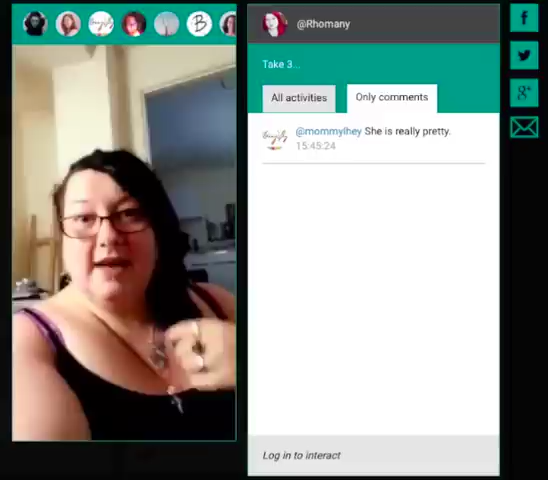 @Rhomany
Take 3...
All activities
Only comments
@mommylhey She is really pretty.
15:45:24
Log in to interact
B
f
g+